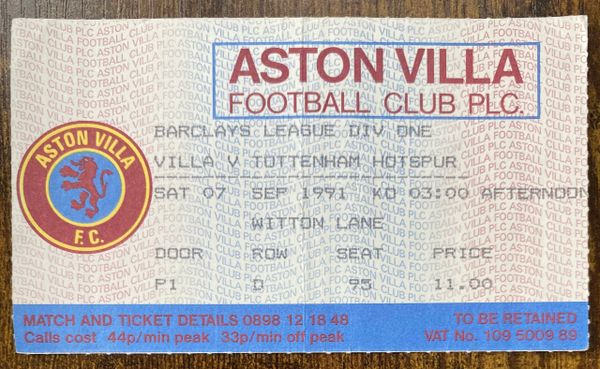 ASTON VILLA
FOOTBALL CLUB PLC.
ASTON VILLA
F.C.
BARCLAYS LEAGUE DIV ONE
VILLA V TOTTENHAM HOTSPUR
SAT 07 SEP 1991 KO 03:00 AFTERNOON
WITTON LANE
DOOR ROW SEAT PRICE
P1 D 95 11.00
MATCH AND TICKET DETAILS 0898 12 18 48 TO BE RETAINED
Calls cost 44p/min peak 33p/min off peak VAT No. 109 5009 89